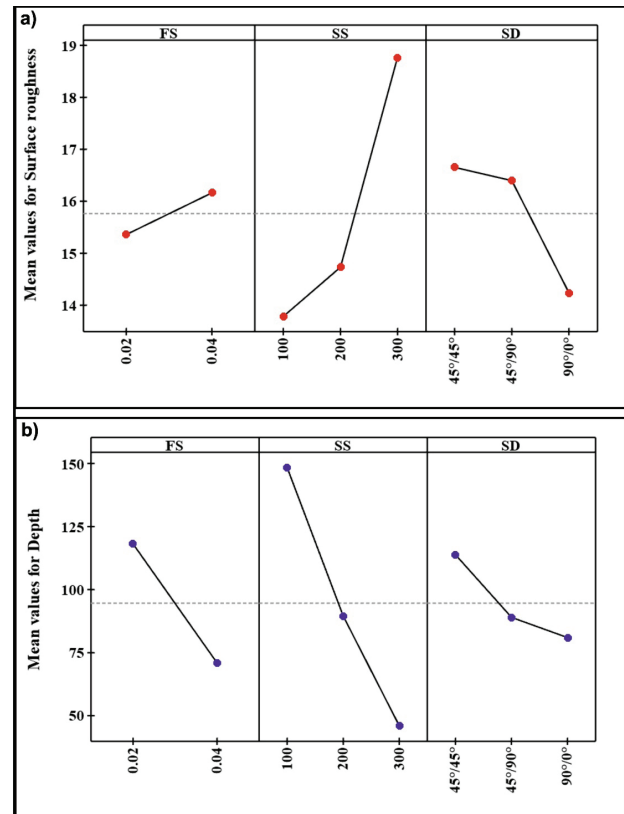 a)
FS SS SD
Mean values for Surface roughness
19
18
17
16
15
14
0.02 0.04 100 200 300 45°/45° 45°/90° 90°/0°
b)
FS SS SD
Mean values for Depth
150
125
100
75
50
0.02 0.04 100 200 300 45°/45° 45°/90° 90°/0°